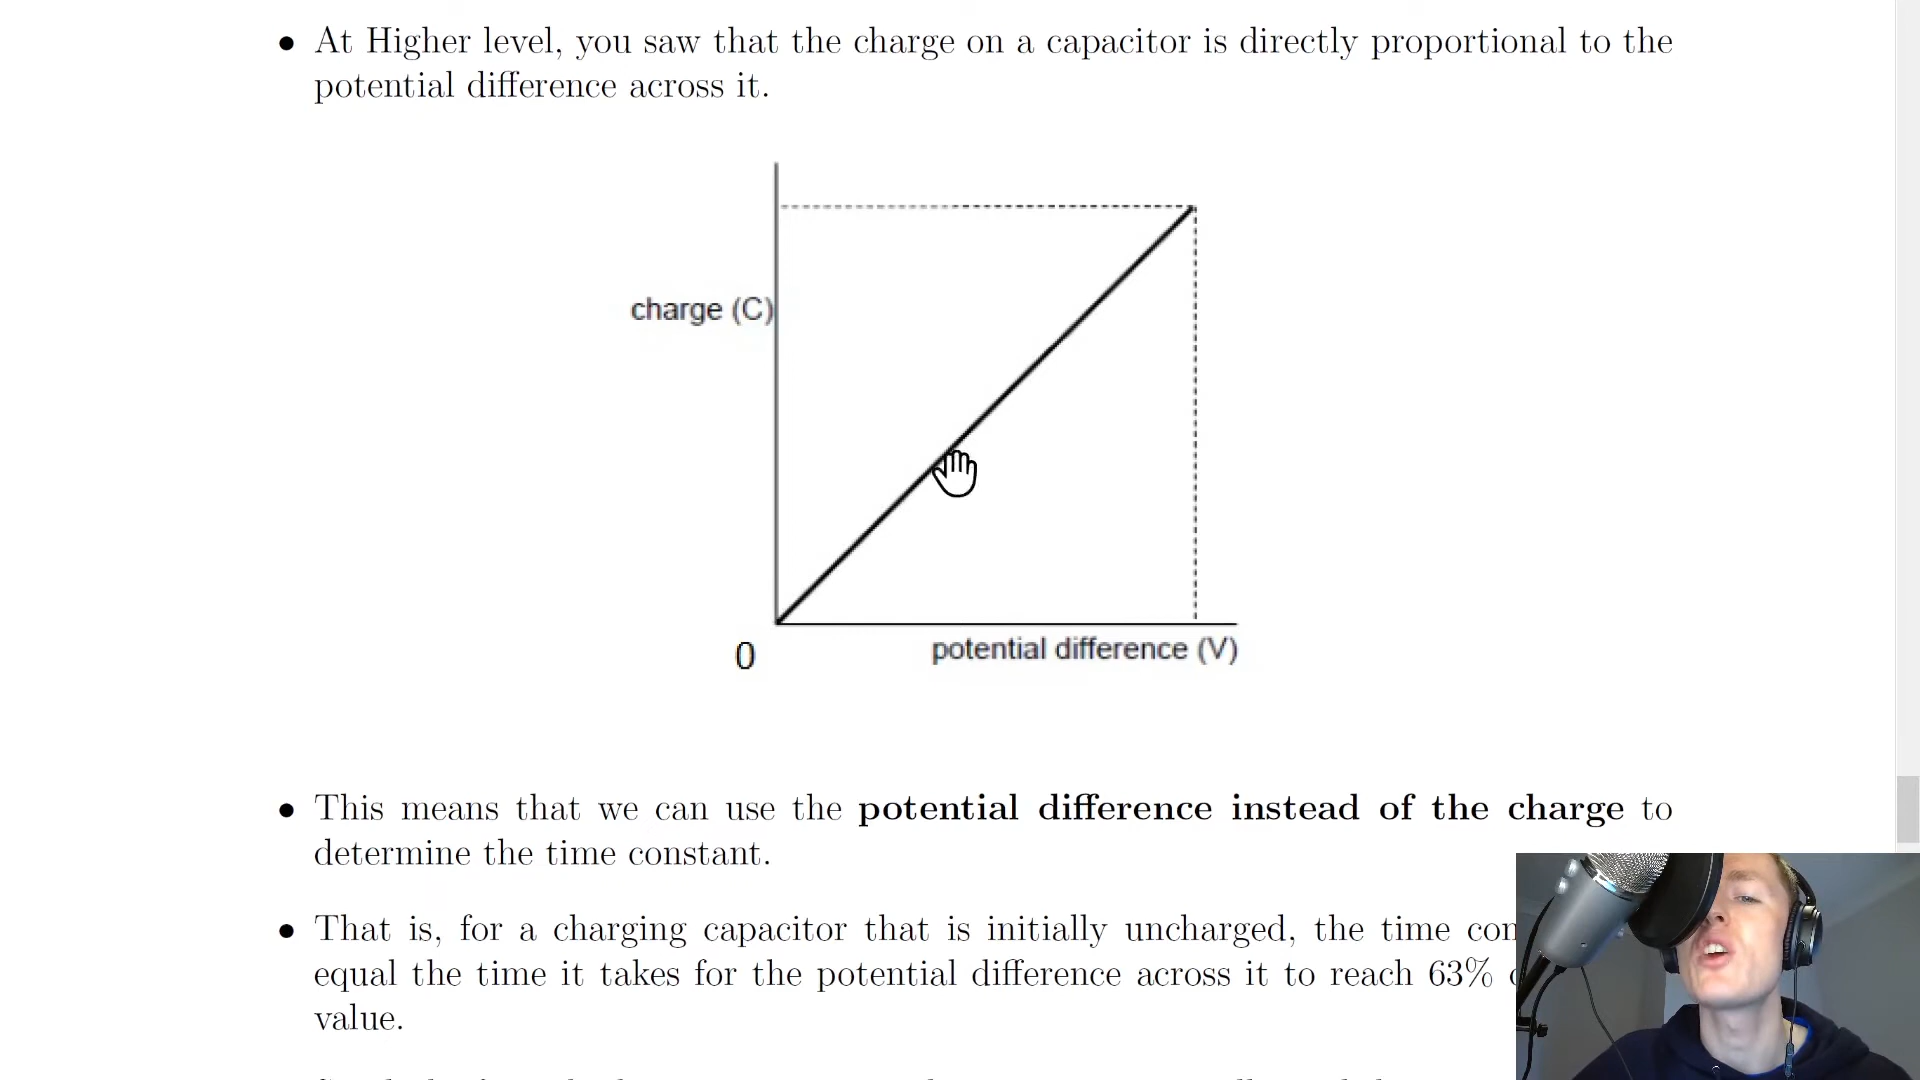 • At Higher level, you saw that the charge on a capacitor is directly proportional to the
potential difference across it.
charge (C)
0
potential difference (V)
• This means that we can use the potential difference instead of the charge to
determine the time constant.
• That is, for a charging capacitor that is initially uncharged, the time
equal the time it takes for the potential difference across it to reach 63%
value.